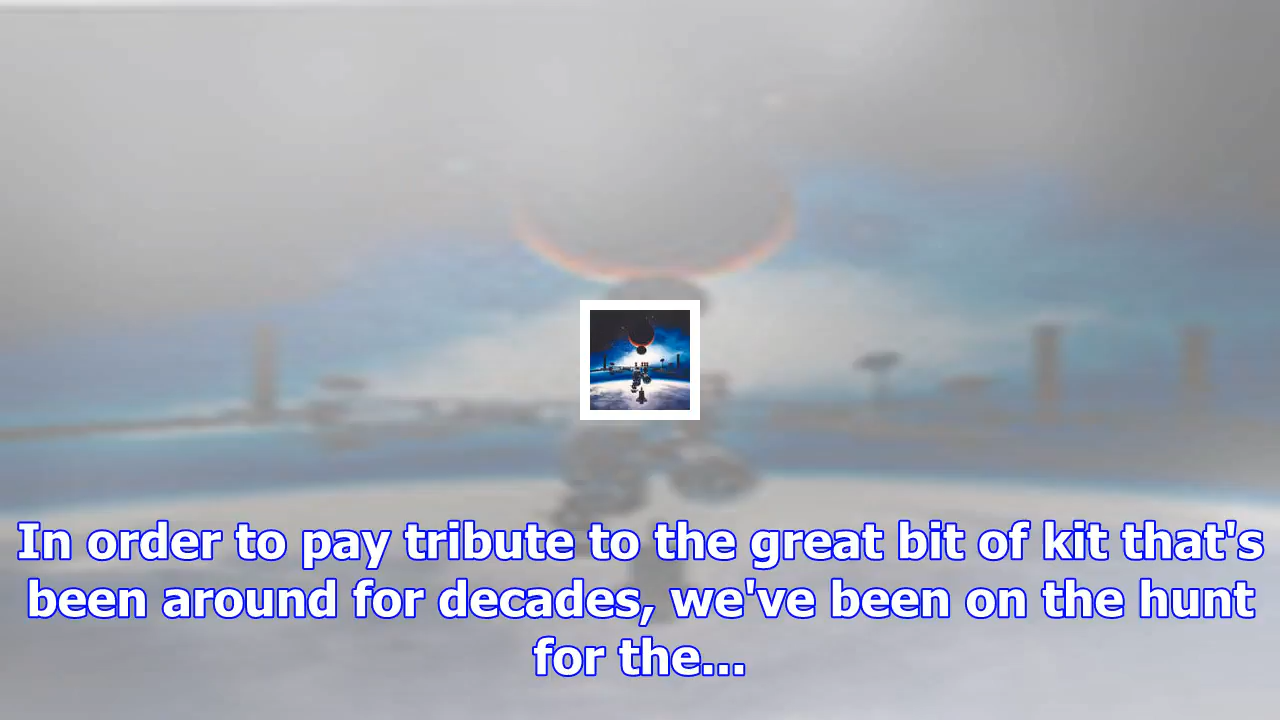 In order to pay tribute to the great bit of kit that's
been around for decades, we've been on the hunt
for the...